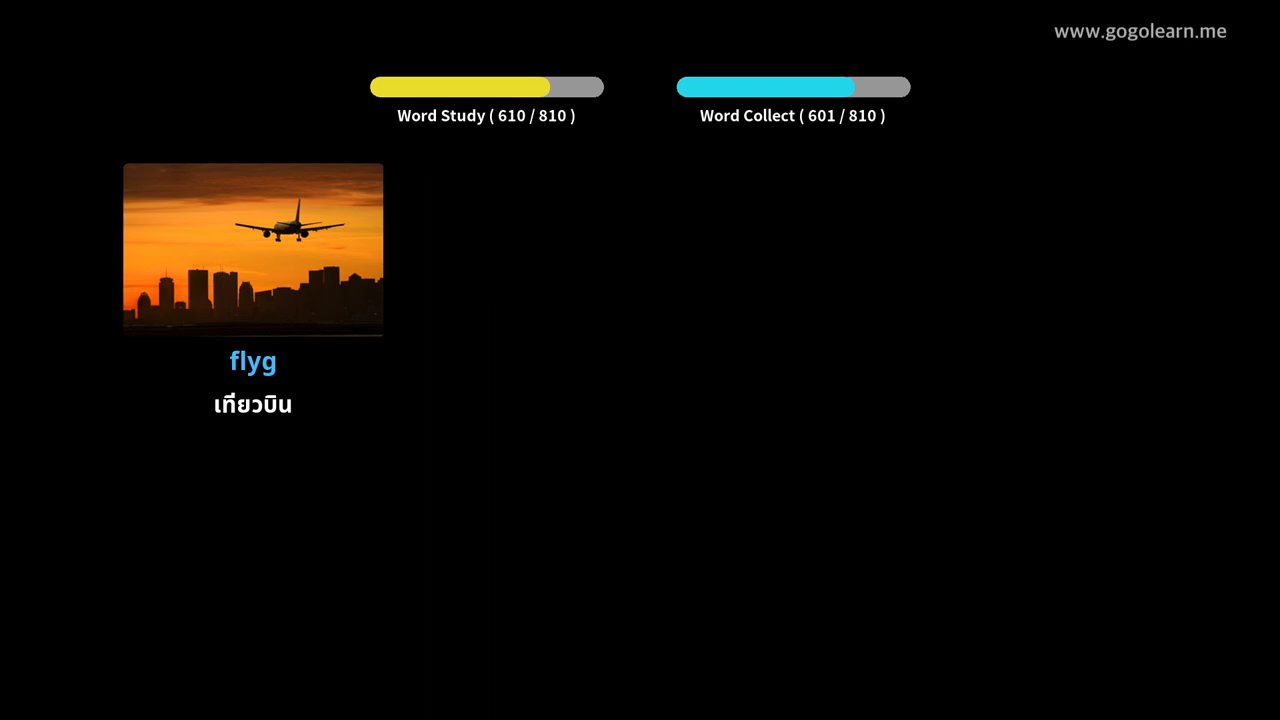 www.gogolearn.me
Word Study ( 610 / 810 )
Word Collect ( 601 / 810 )
flyg
เที่ยวบิน